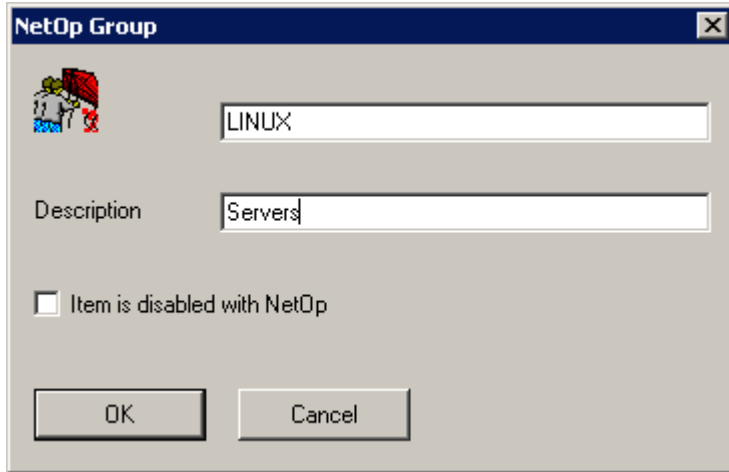 NetOp Group
LINUX
Description
Servers
Item is disabled with NetOp
OK
Cancel